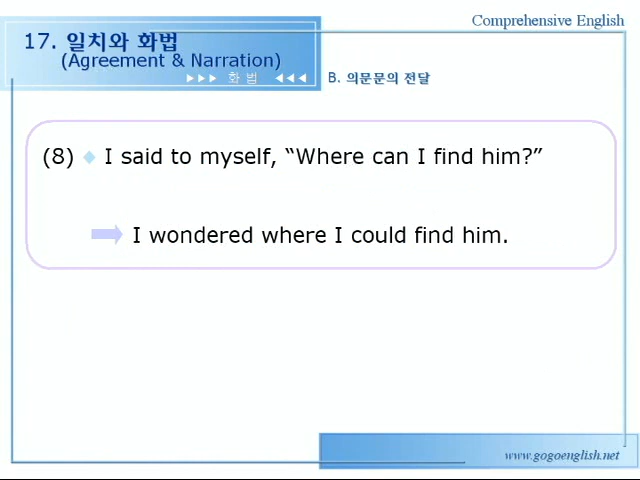 Comprehensive English
17. 일치와 화법
(Agreement & Narration)
▶▶▶ 화 법 ◀◀◀
B. 의문문의 전달
(8) ◆ I said to myself, “Where can I find him?”
I wondered where I could find him.
www.gogoenglish.net